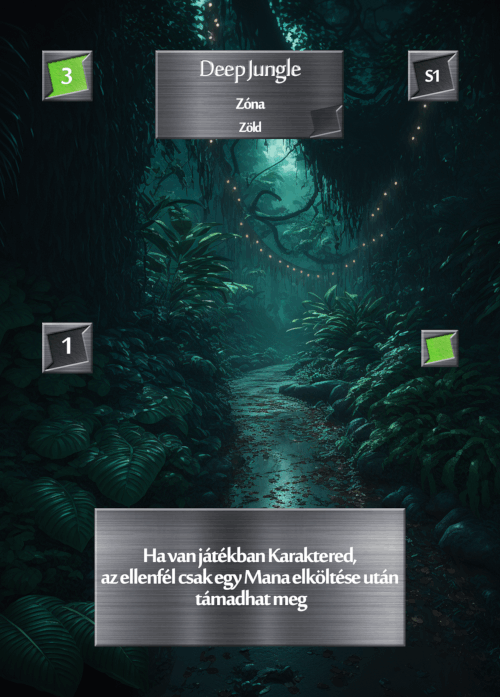 3
Deep Jungle
S1
Zóna
Zöld
1
Ha van játékban Karaktered,
az ellenfél csak egy Mana elköltése után
támadhat meg